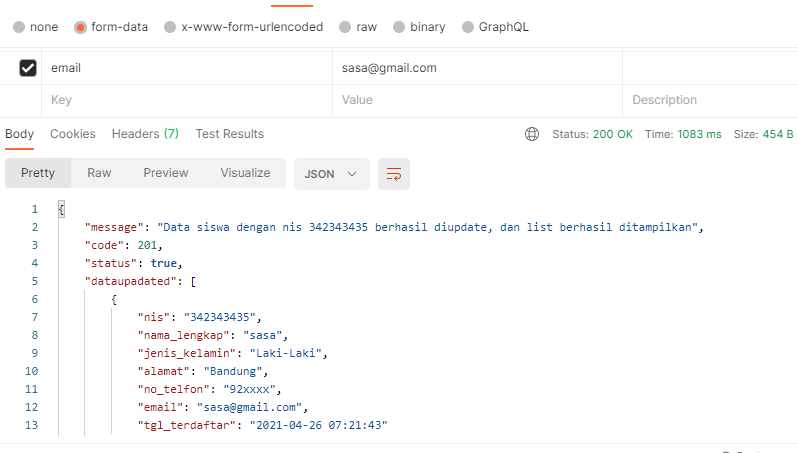 none form-data x-www-form-urlencoded raw binary GraphQL
email sasa@gmail.com
Key Value Description
Body Cookies Headers (7) Test Results Status: 200 OK Time: 1083 ms Size: 454 B
Pretty Raw Preview Visualize JSON
1 {
2 "message": "Data siswa dengan nis 342343435 berhasil diupdate, dan list berhasil ditampilkan",
3 "code": 201,
4 "status": true,
5 "dataupadated": [
6 {
7 "nis": "342343435",
8 "nama_lengkap": "sasa",
9 "jenis_kelamin": "Laki-Laki",
10 "alamat": "Bandung",
11 "no_telfon": "92xxxx",
12 "email": "sasa@gmail.com",
13 "tgl_terdaftar": "2021-04-26 07:21:43"